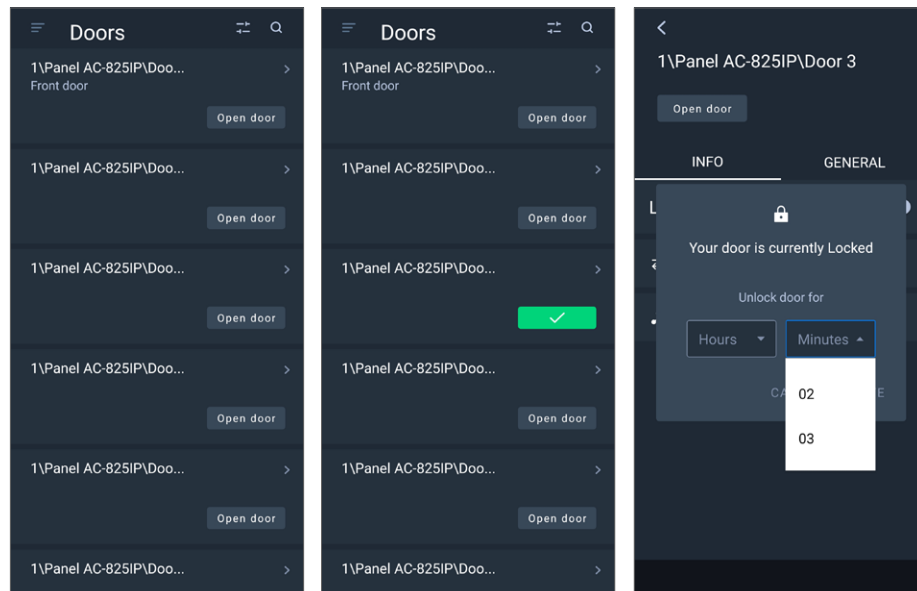 Doors
1\Panel AC-825IP\Doo...
Front door
Open door
1\Panel AC-825IP\Doo...
Open door
1\Panel AC-825IP\Doo...
Open door
1\Panel AC-825IP\Doo...
Open door
1\Panel AC-825IP\Doo...
Open door
1\Panel AC-825IP\Doo...
Doors
1\Panel AC-825IP\Doo...
Front door
Open door
1\Panel AC-825IP\Doo...
Open door
1\Panel AC-825IP\Doo...
1\Panel AC-825IP\Doo...
Open door
1\Panel AC-825IP\Doo...
Open door
1\Panel AC-825IP\Doo...
1\Panel AC-825IP\Door 3
Open door
INFO GENERAL
Your door is currently Locked
Unlock door for
Hours Minutes
02
03